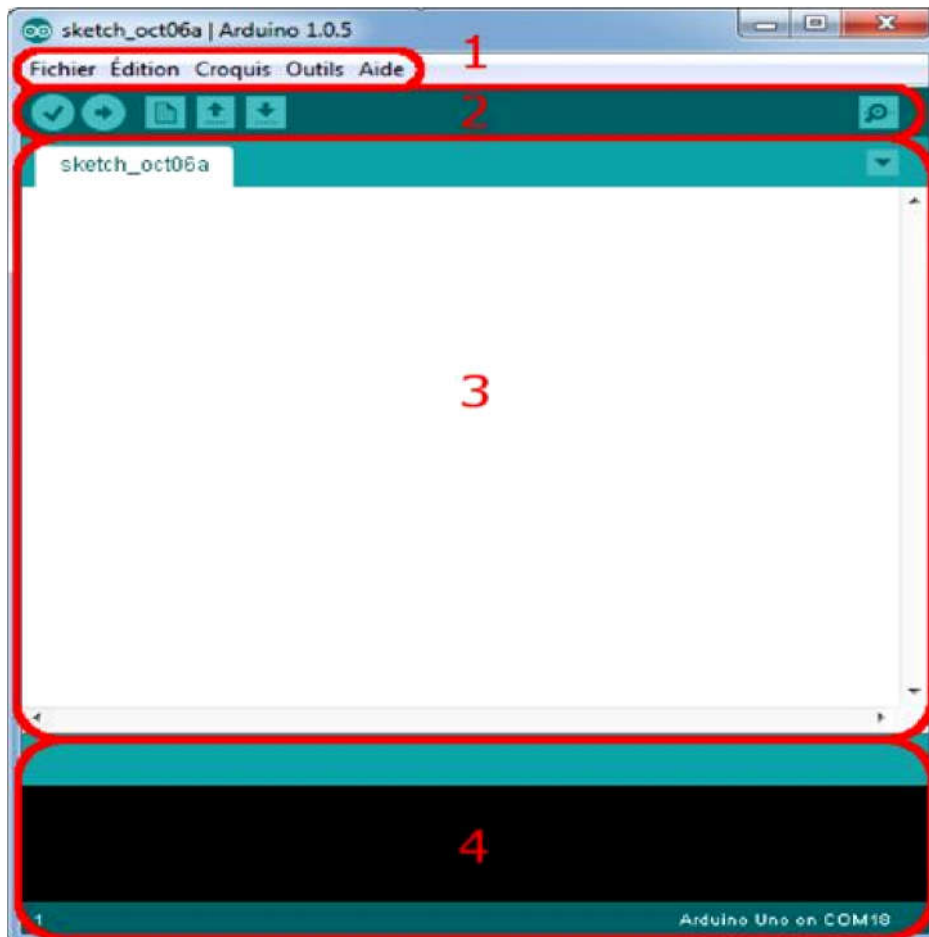 sketch_oct06a | Arduino 1.0.5
1
Fichier Édition Croquis Outils Aide
2
sketch_oct06a
3
4
1
Arduino Uno on COM18